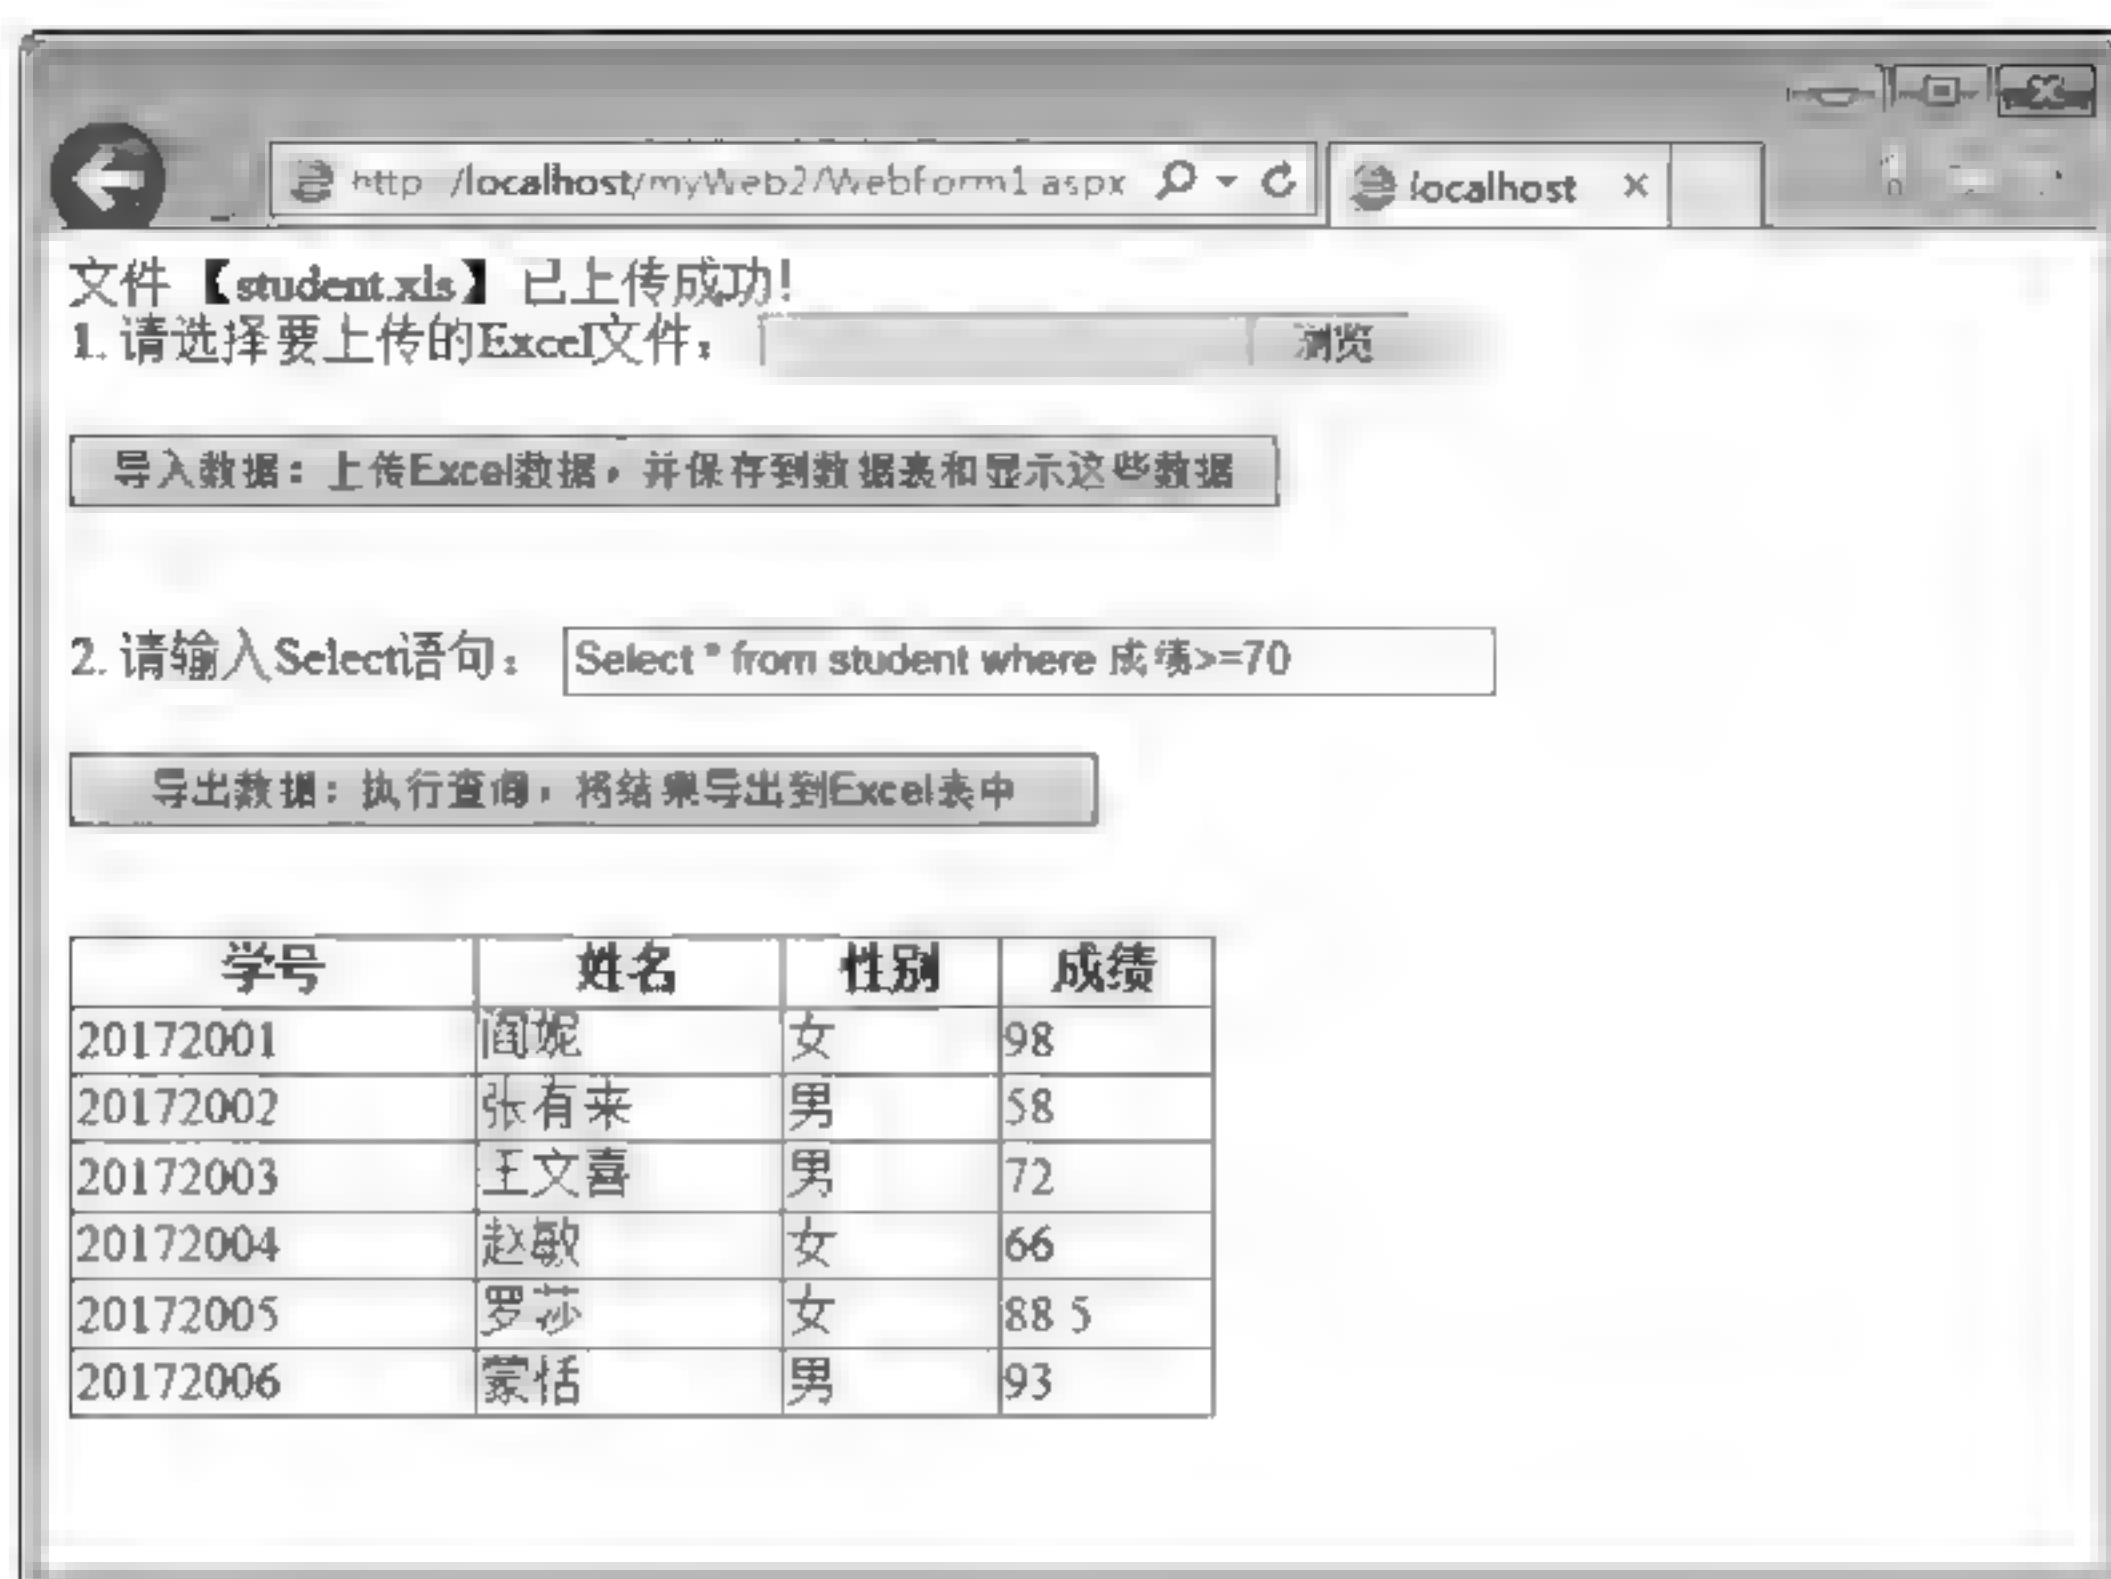 http //localhost/myWeb2/WebForm1 aspx
localhost ×
文件【student.xls】已上传成功!
1. 请选择要上传的Excel文件: 浏览
导入数据：上传Excel数据，并保存到数据表和显示这些数据
2. 请输入Select语句： Select * from student where 成绩>=70
导出数据：执行查询，将结果导出到Excel表中
学号 姓名 性别 成绩
20172001 阎妮 女 98
20172002 张有来 男 58
20172003 王文喜 男 72
20172004 赵敏 女 66
20172005 罗莎 女 88 5
20172006 蒙恬 男 93